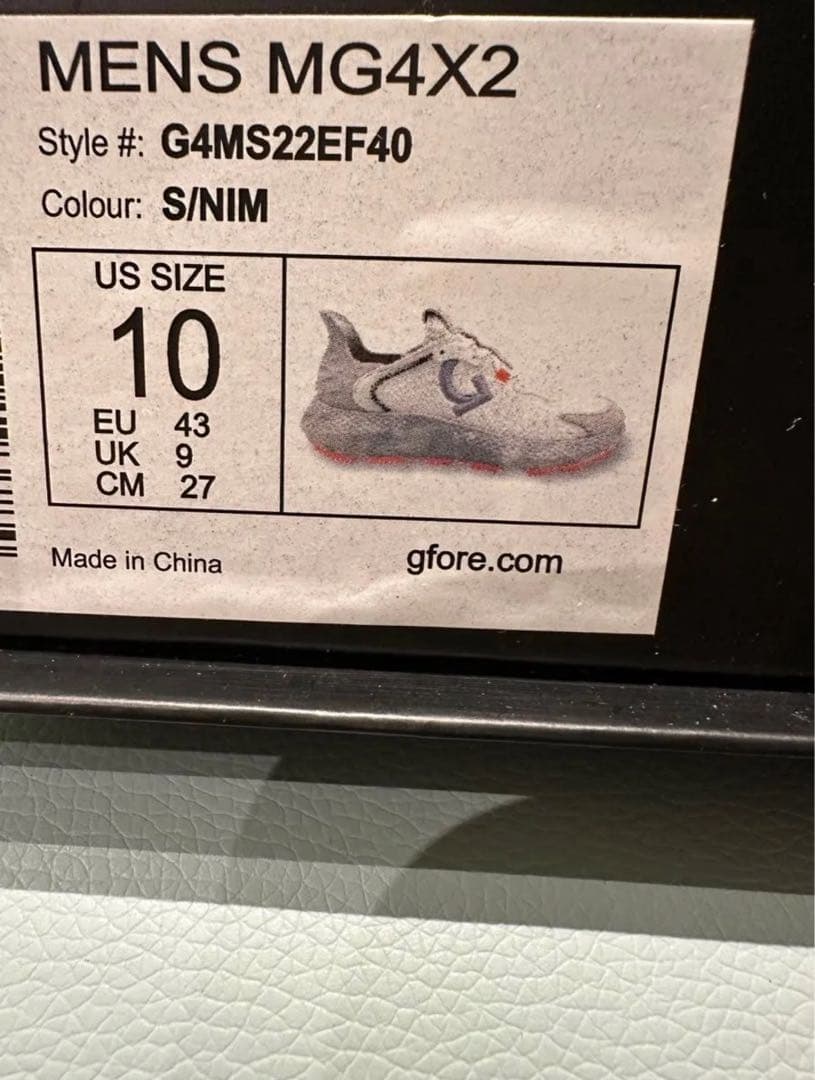 MENS MG4X2
Style #: G4MS22EF40
Colour: S/NIM
US SIZE
10
EU 43
UK 9
CM 27
G
Made in China
gfore.com